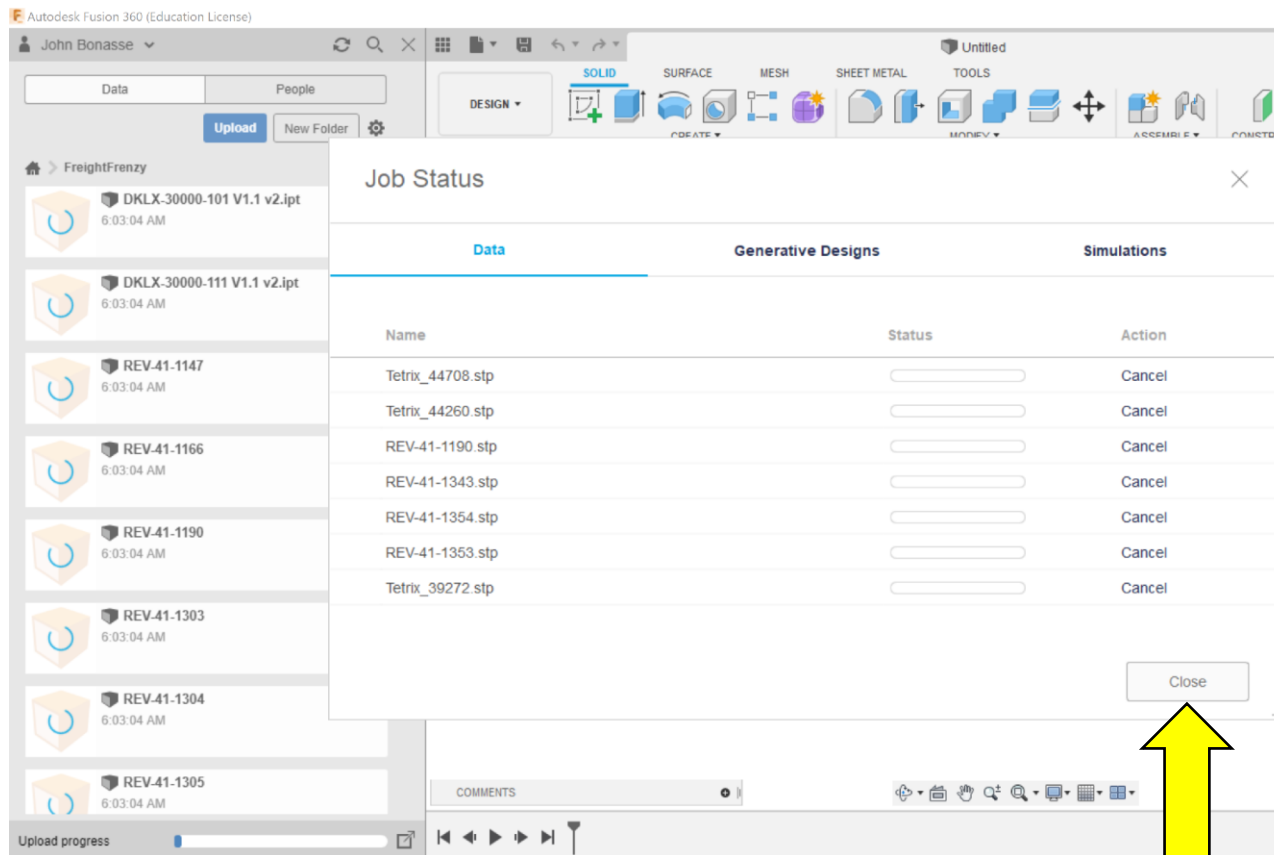 Autodesk Fusion 360 (Education License)
John Bonasse
Untitled
Data People
SOLID SURFACE MESH SHEET METAL TOOLS
DESIGN
Upload New Folder
CREATE MODIFY ASSEMBLE CONSTR
FreightFrenzy
DKLX-30000-101 V1.1 v2.ipt
6:03:04 AM
DKLX-30000-111 V1.1 v2.ipt
6:03:04 AM
REV-41-1147
6:03:04 AM
REV-41-1166
6:03:04 AM
REV-41-1190
6:03:04 AM
REV-41-1303
6:03:04 AM
REV-41-1304
6:03:04 AM
REV-41-1305
6:03:04 AM
Upload progress
Job Status
Data Generative Designs Simulations
Name Status Action
Tetrix_44708.stp Cancel
Tetrix_44260.stp Cancel
REV-41-1190.stp Cancel
REV-41-1343.stp Cancel
REV-41-1354.stp Cancel
REV-41-1353.stp Cancel
Tetrix_39272.stp Cancel
Close
COMMENTS